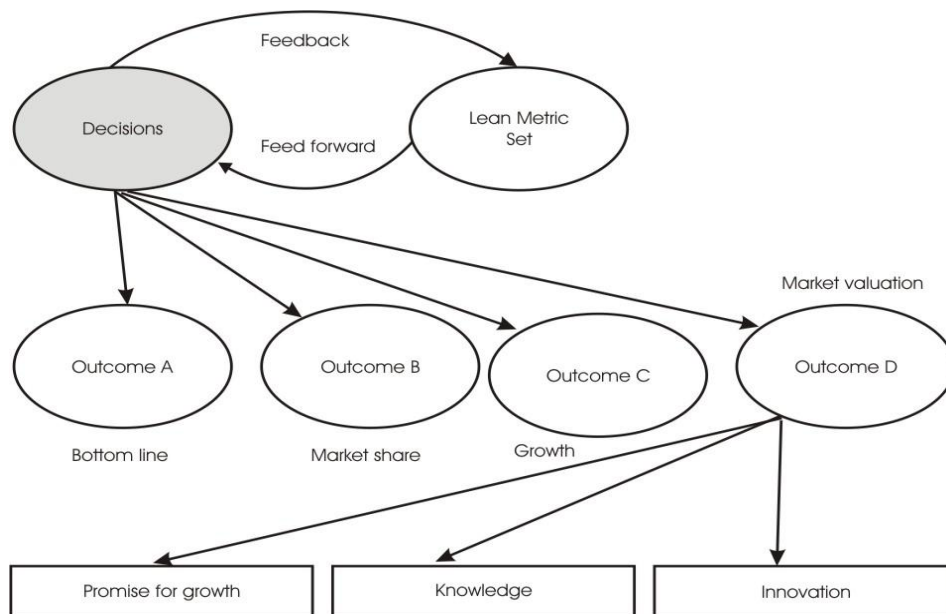 Feedback
Decisions
Lean Metric
Set
Feed forward
Market valuation
Outcome A
Outcome B
Outcome C
Outcome D
Bottom line
Market share
Growth
Promise for growth
Knowledge
Innovation